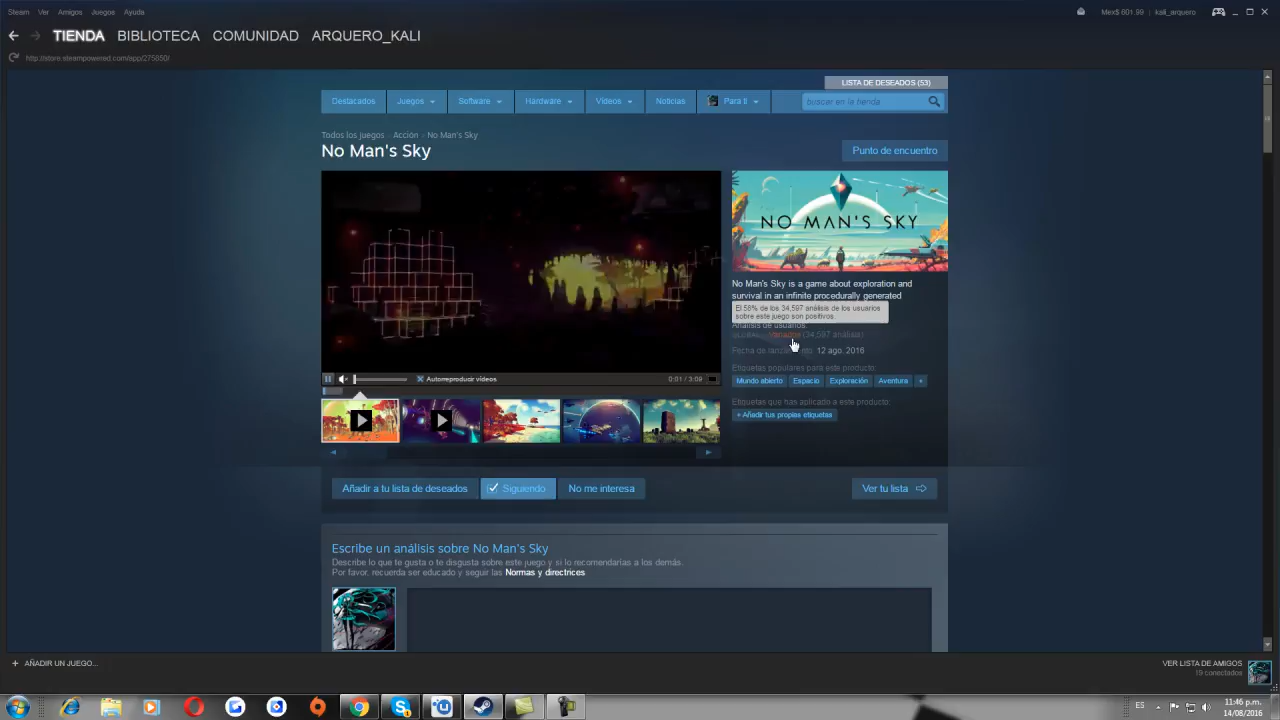 Steam Ver Amigos Juegos Ayuda
Mex$ 801.99 kali_arquero
TIENDA BIBLIOTECA COMUNIDAD ARQUERO_KALI
http://store.steampowered.com/app/275850/
LISTA DE DESEADOS (53)
Destacados Juegos Software Hardware Vídeos Noticias Para ti
buscar en la tienda
Todos los juegos Acción No Man's Sky
No Man's Sky
Punto de encuentro
NO MAN'S SKY
No Man's Sky is a game about exploration and
survival in an infinite procedurally generated
El 58% de los 34,597 análisis de los usuarios
sobre este juego son positivos.
Análisis de usuarios:
(34,597 análisis)
Fecha de 12 ago. 2016
Etiquetas populares para este producto:
Mundo abierto Espacio Exploración Aventura +
Etiquetas que has aplicado a este producto:
+ Añadir tus propias etiquetas
Autorreproducir vídeos
0:01 / 3:09
Añadir a tu lista de deseados Siguiendo No me interesa Ver tu lista
Escribe un análisis sobre No Man's Sky
Describe lo que te gusta o te disgusta sobre este juego y si lo recomendarías a los demás.
Por favor, recuerda ser educado y seguir las Normas y directrices
+ AÑADIR UN JUEGO...
VER LISTA DE AMIGOS
19 conectados
ES
11:46 p.m.
14/08/2016